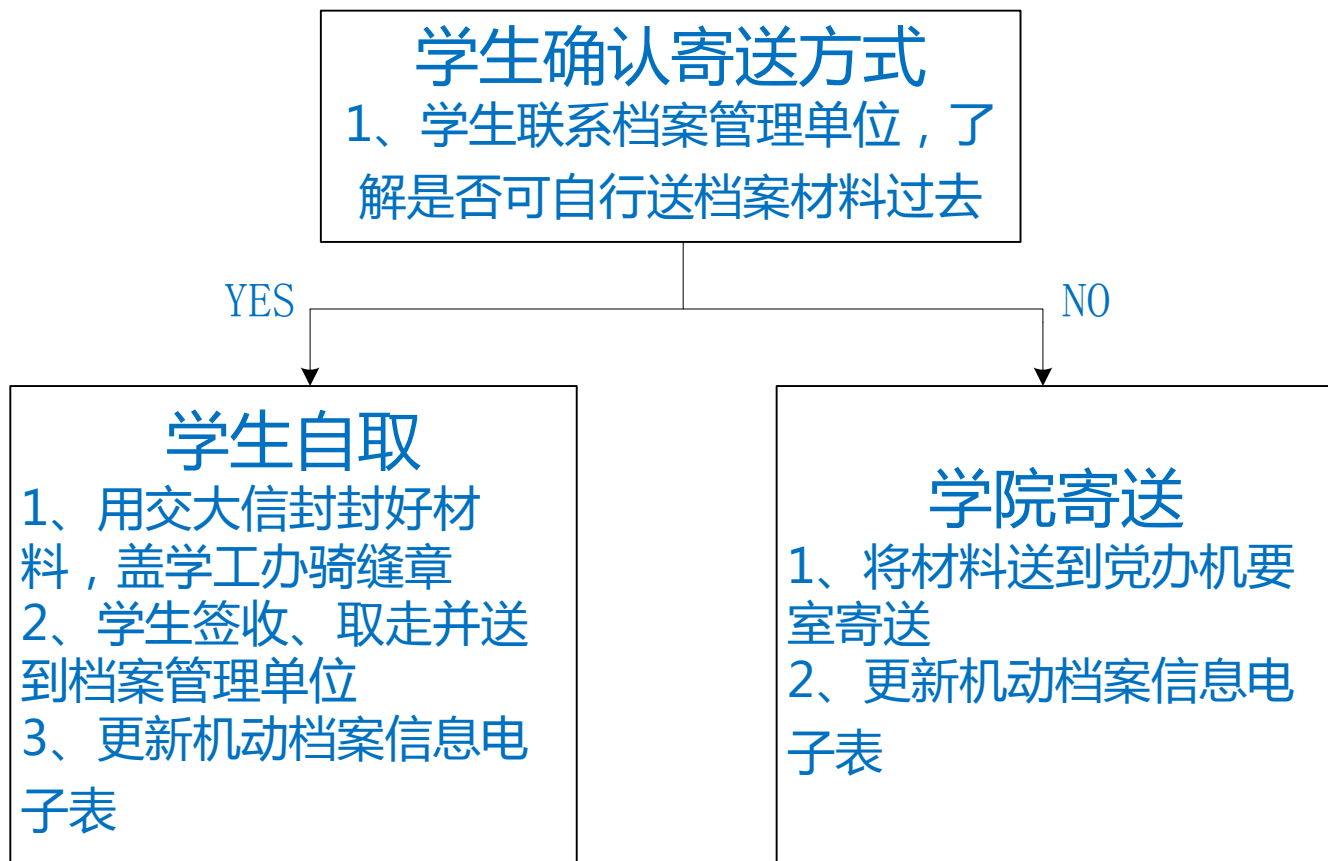 学生确认寄送方式
1、学生联系档案管理单位，了
解是否可自行送档案材料过去
YES
NO
学生自取
1、用交大信封封好材
料，盖学工办骑缝章
2、学生签收、取走并送
到档案管理单位
3、更新机动档案信息电
子表
学院寄送
1、将材料送到党办机要
室寄送
2、更新机动档案信息电
子表